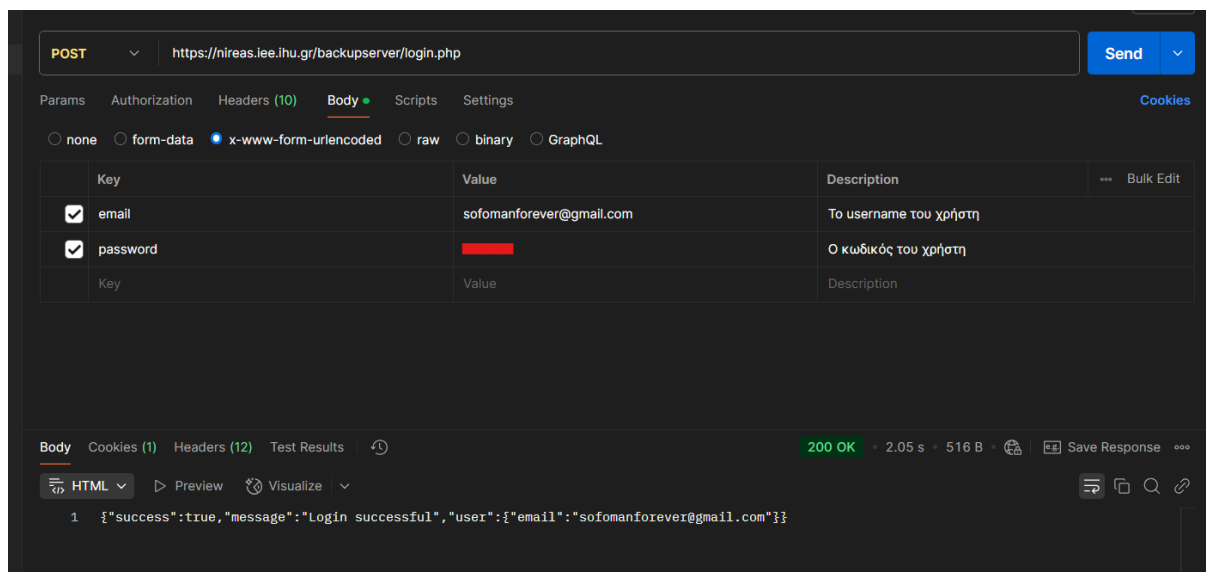 POST https://nireas.iee.ihu.gr/backupserver/login.php Send
Params Authorization Headers (10) Body Scripts Settings Cookies
none form-data x-www-form-urlencoded raw binary GraphQL
Key Value Description ••• Bulk Edit
email sofomanforever@gmail.com Το username του χρήστη
password Ο κωδικός του χρήστη
Key Value Description
Body Cookies (1) Headers (12) Test Results 200 OK • 2.05 s • 516 B • e.g. Save Response •••
HTML Preview Visualize
1 {"success":true,"message":"Login successful","user":{"email":"sofomanforever@gmail.com"}}